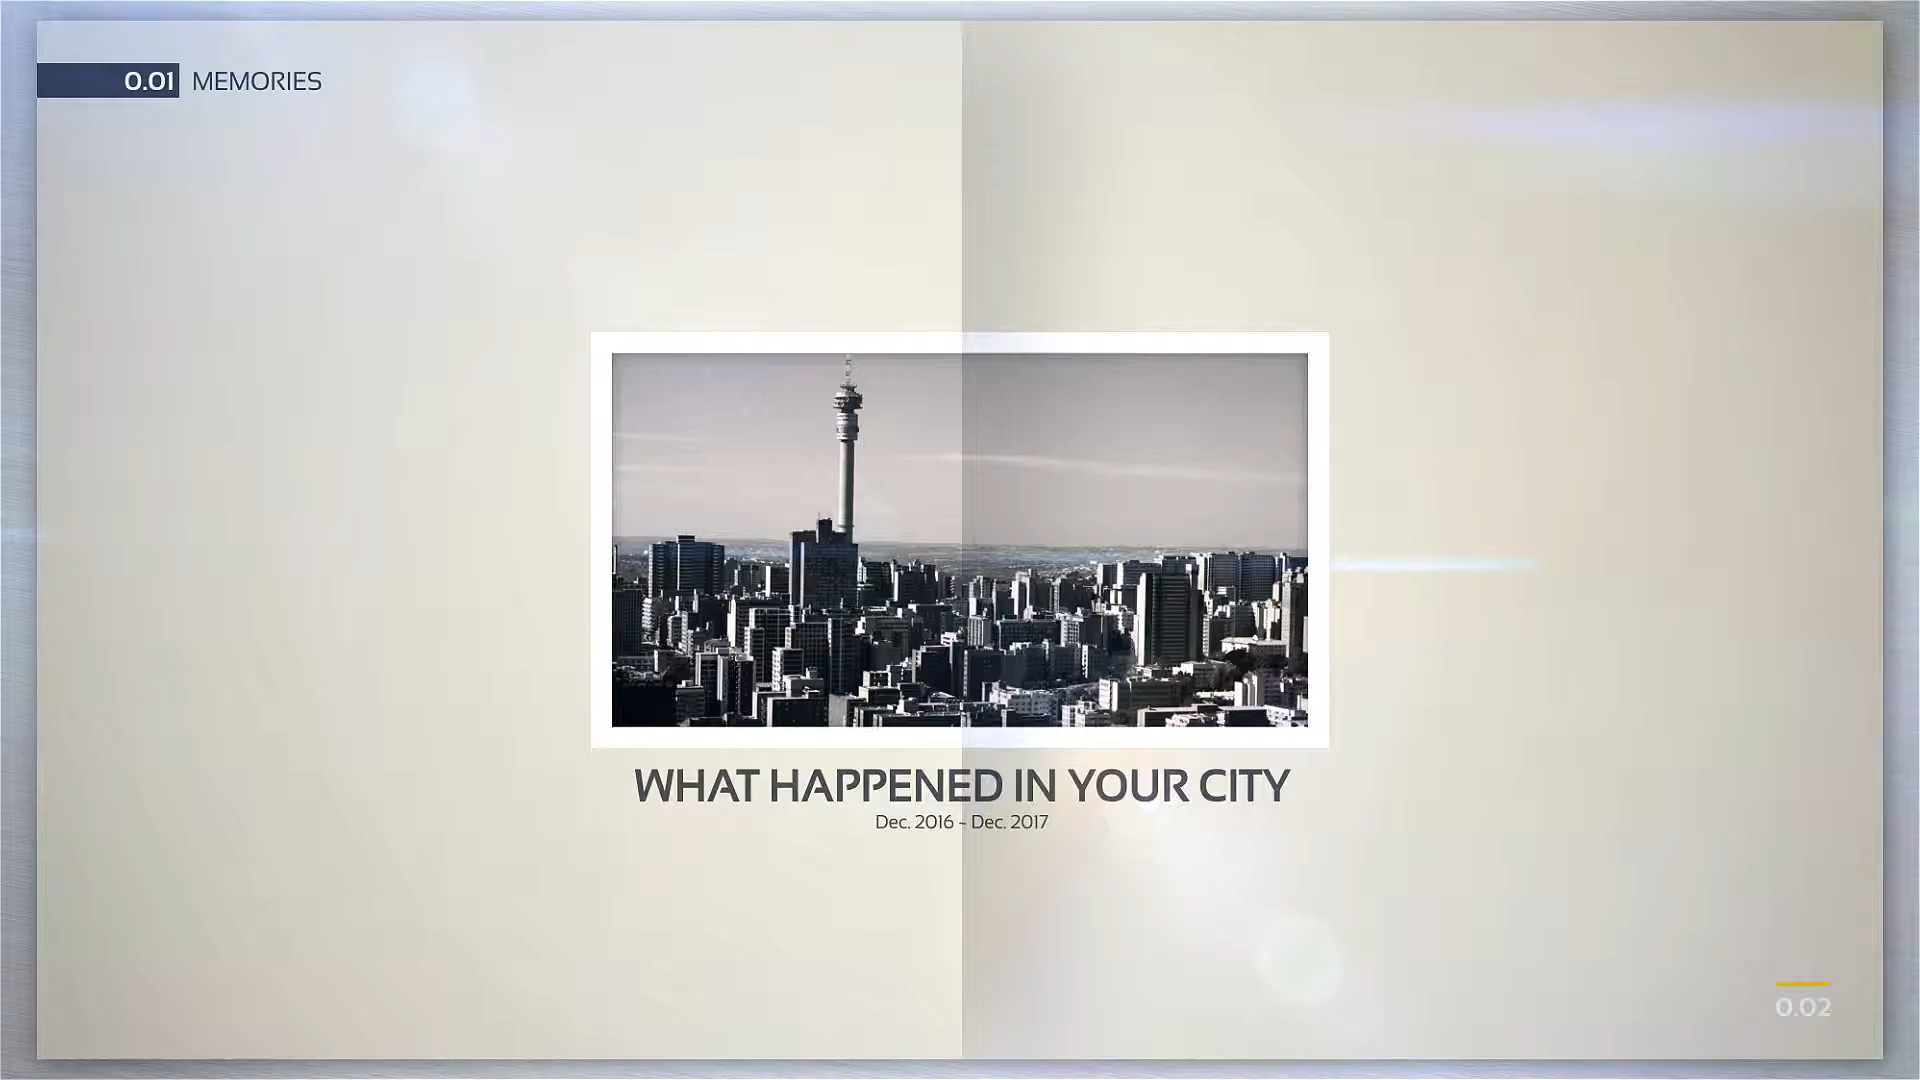 0.01 MEMORIES
WHAT HAPPENED IN YOUR CITY
Dec. 2016 - Dec. 2017
0.02